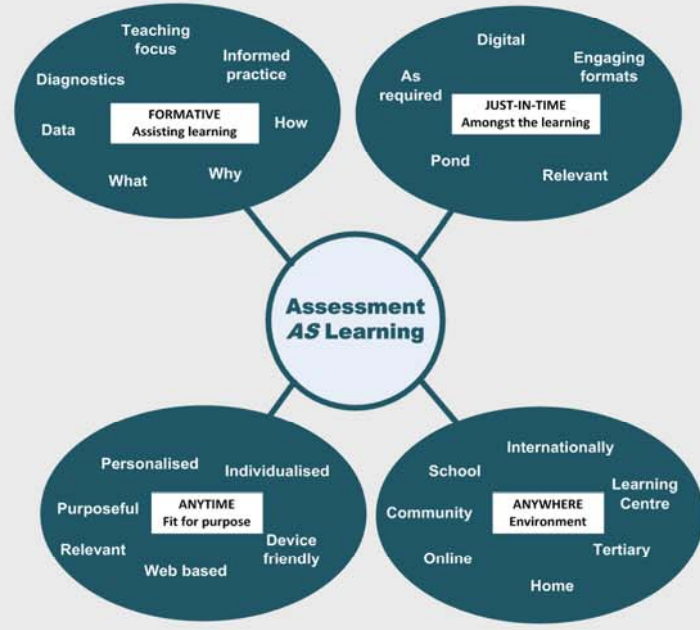 Teaching
focus
Informed
practice
Diagnostics
FORMATIVE
Assisting learning
Data
How
What
Why
Digital
Engaging
formats
As
required
JUST-IN-TIME
Amongst the learning
Pond
Relevant
Assessment
AS Learning
Personalised
Individualised
Purposeful
ANYTIME
Fit for purpose
Relevant
Device
friendly
Web based
Internationally
School
Learning
Centre
Community
ANYWHERE
Environment
Online
Tertiary
Home